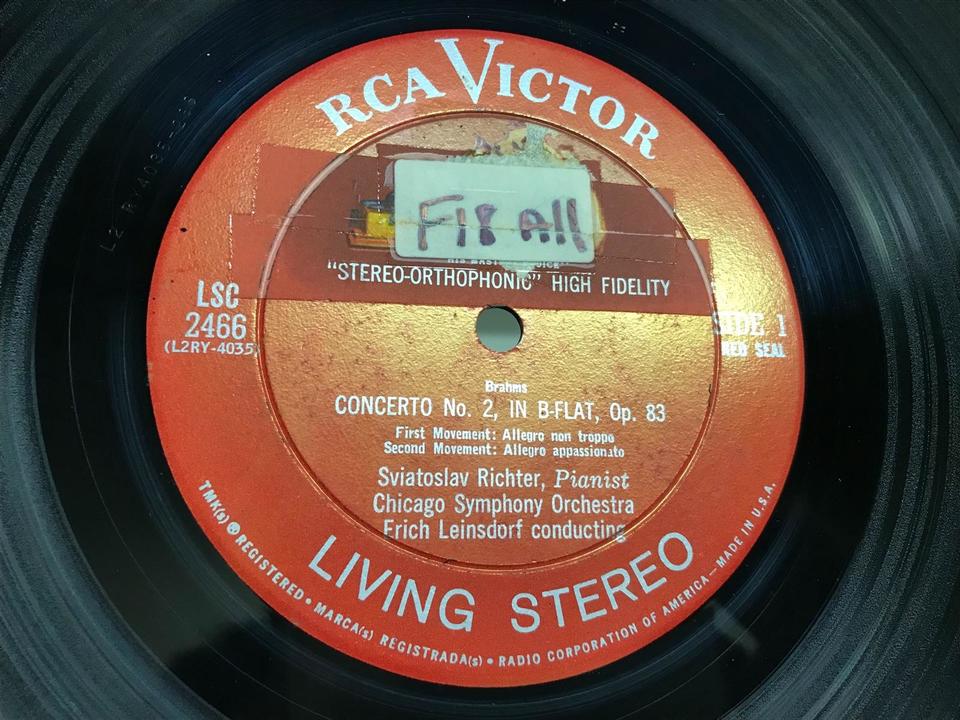 RCA VICTOR
F18 All
"STEREO-ORTHOPHONIC" HIGH FIDELITY
LSC
2466
(L2RY-4035)
SIDE 1
RED SEAL
Brahms
CONCERTO No. 2, IN B-FLAT, Op. 83
First Movement: Allegro non troppo
Second Movement: Allegro appassionato
Sviatoslav Richter, Pianist
Chicago Symphony Orchestra
Erich Leinsdorf conducting
LIVING STEREO
TMK(s) ® REGISTERED • MARCA(s) REGISTRADA(s) • RADIO CORPORATION OF AMERICA — MADE IN U.S.A.